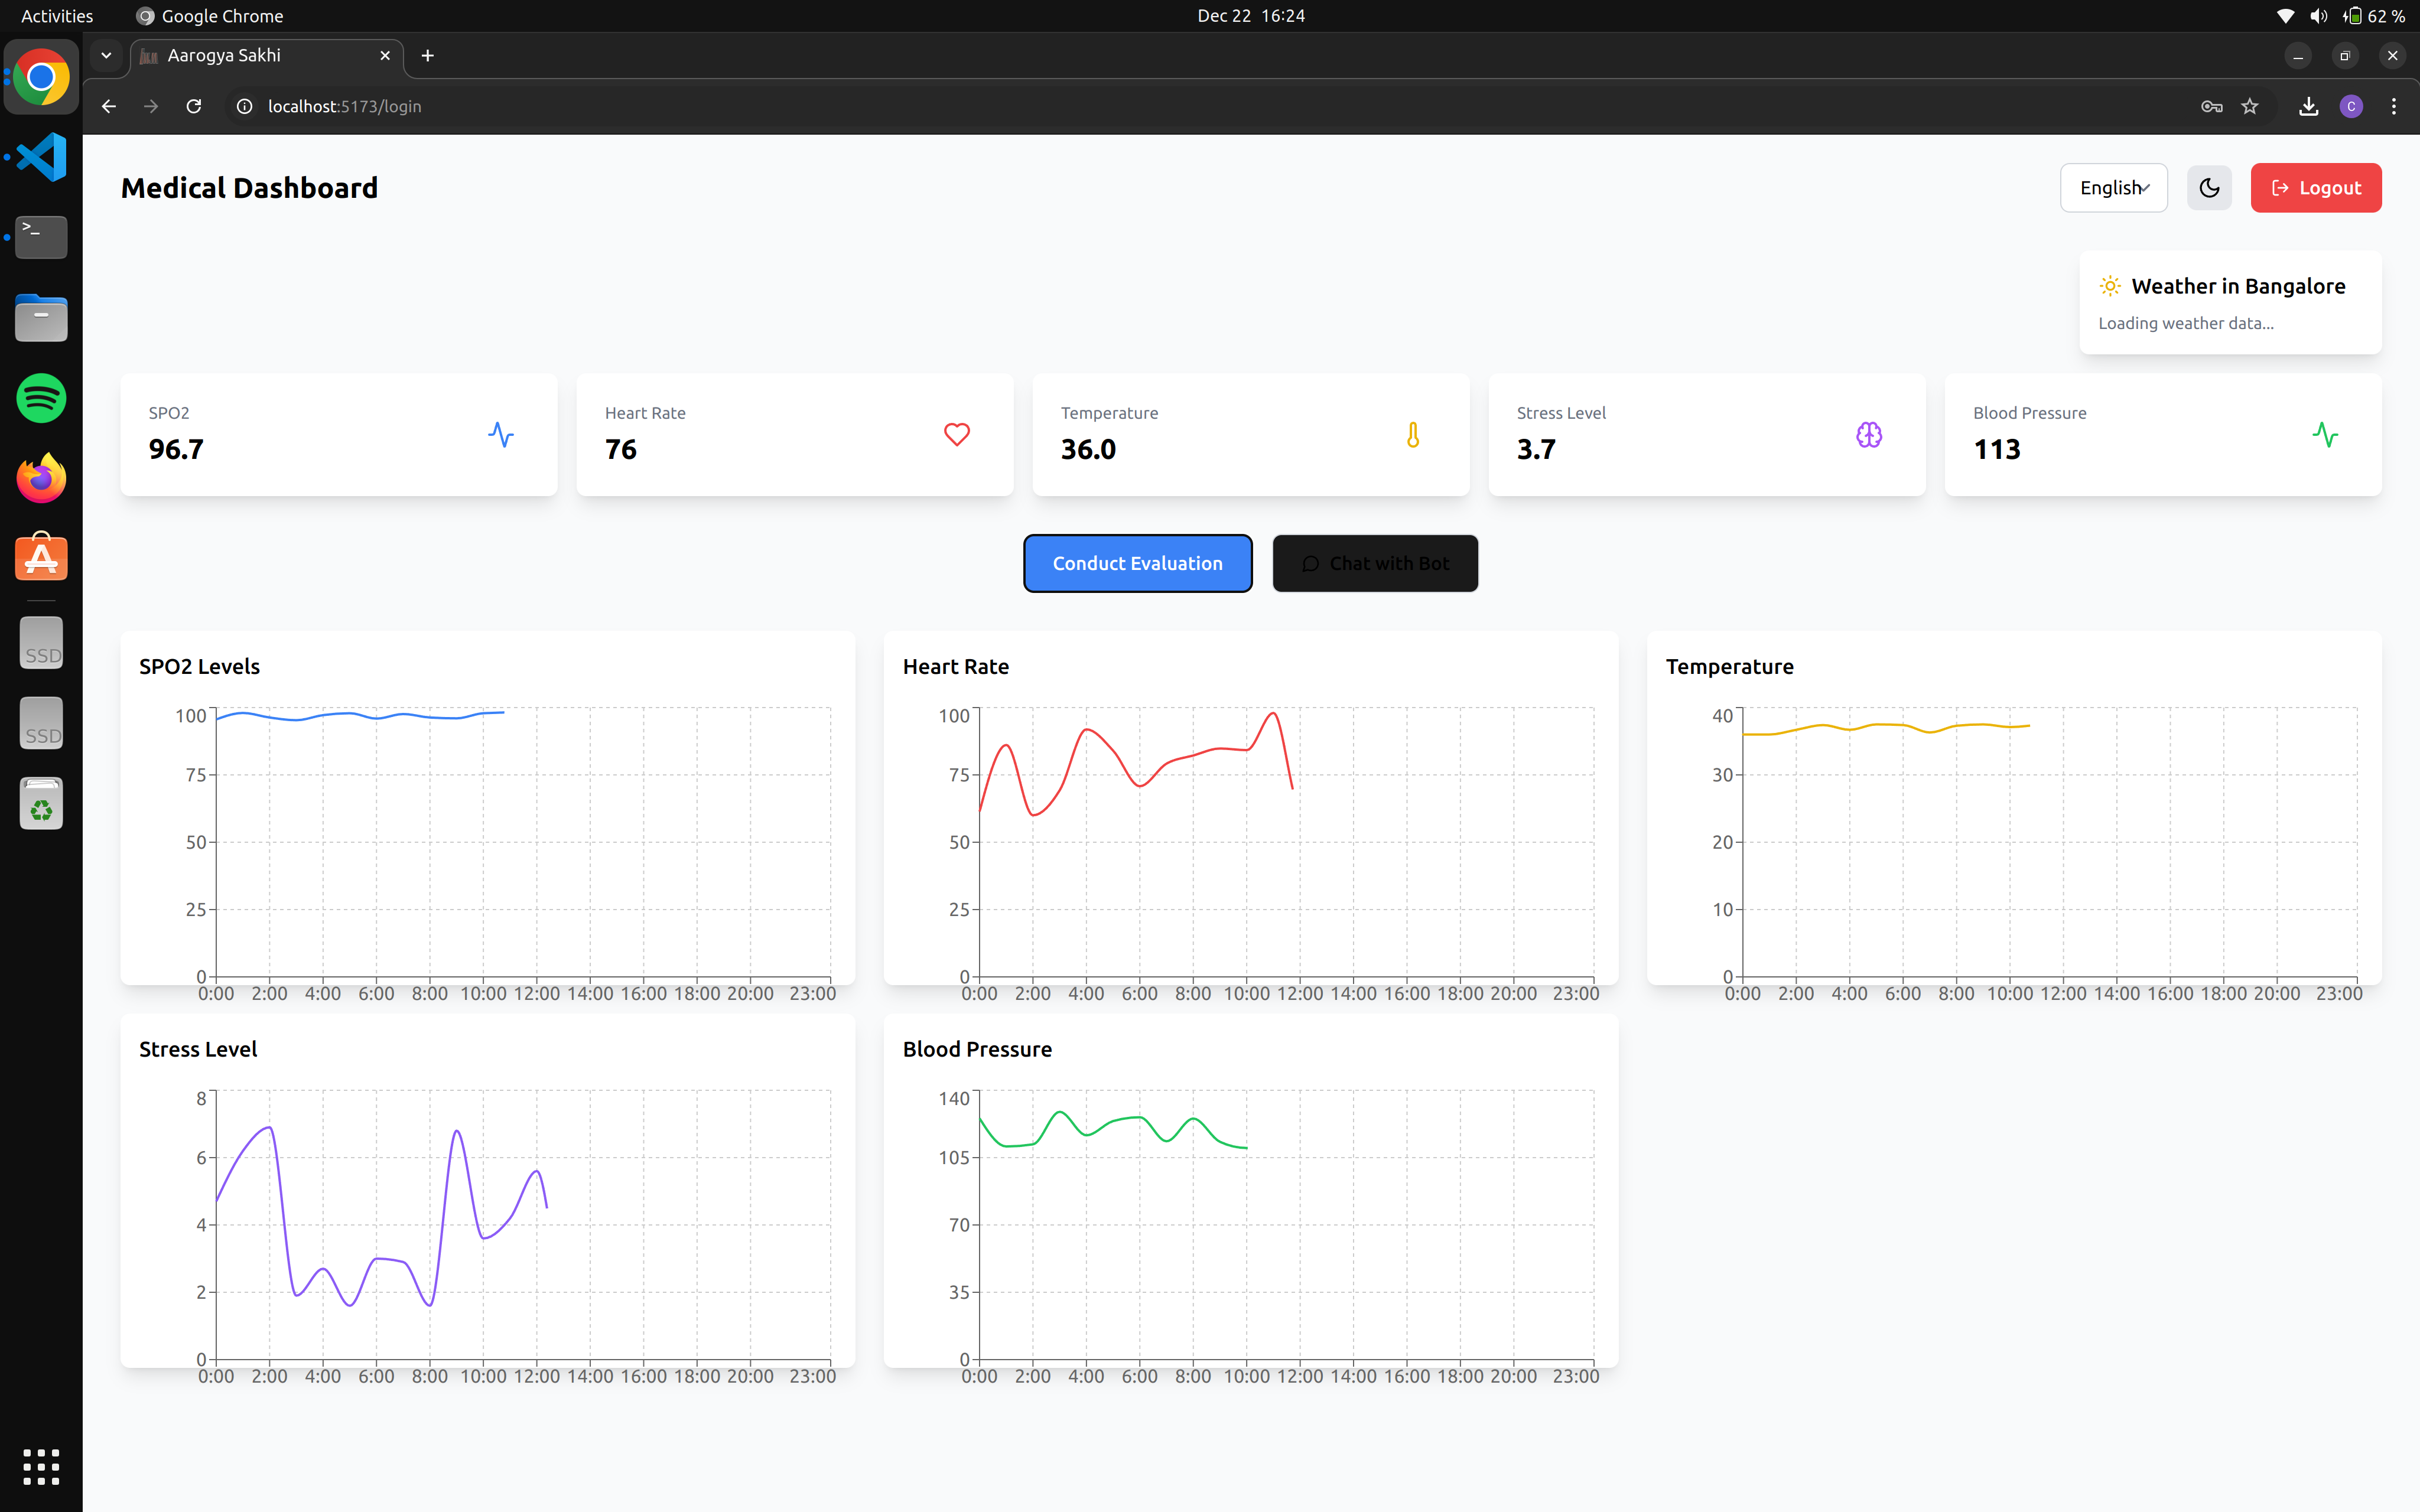 Activities Google Chrome Dec 22 16:24 62 %
Aarogya Sakhi
localhost:5173/login C
Medical Dashboard English Logout
Weather in Bangalore
Loading weather data...
SPO2 Heart Rate Temperature Stress Level Blood Pressure
96.7 76 36.0 3.7 113
Conduct Evaluation Chat with Bot
SPO2 Levels
100
75
50
25
0
0:00 2:00 4:00 6:00 8:00 10:00 12:00 14:00 16:00 18:00 20:00 23:00
Heart Rate
100
75
50
25
0
0:00 2:00 4:00 6:00 8:00 10:00 12:00 14:00 16:00 18:00 20:00 23:00
Temperature
40
30
20
10
0
0:00 2:00 4:00 6:00 8:00 10:00 12:00 14:00 16:00 18:00 20:00 23:00
Stress Level
8
6
4
2
0
0:00 2:00 4:00 6:00 8:00 10:00 12:00 14:00 16:00 18:00 20:00 23:00
Blood Pressure
140
105
70
35
0
0:00 2:00 4:00 6:00 8:00 10:00 12:00 14:00 16:00 18:00 20:00 23:00
>_
SSD
SSD